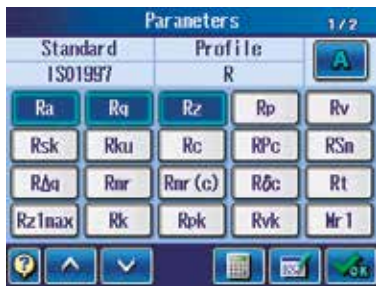 Parameters 1/2
Standard Profile A
ISO1997 R
Ra Rq Rz Rp Rv
Rsk Rku Rc RPc RSm
RΔq Rmr Rmr(c) Rδc Rt
Rz1max Rk Rpk Rvk Mr1
? OK